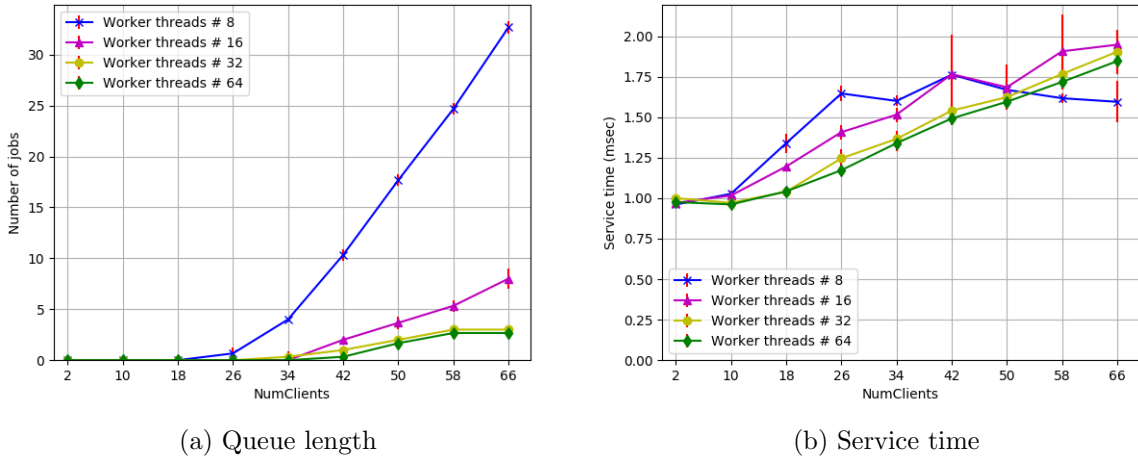 Worker threads # 8
Worker threads # 16
Worker threads # 32
Worker threads # 64
30
25
20
15
10
5
0
Number of jobs
2 10 18 26 34 42 50 58 66
NumClients
(a) Queue length
2.00
1.75
1.50
1.25
1.00
0.75
0.50
0.25
0.00
Service time (msec)
Worker threads # 8
Worker threads # 16
Worker threads # 32
Worker threads # 64
2 10 18 26 34 42 50 58 66
NumClients
(b) Service time